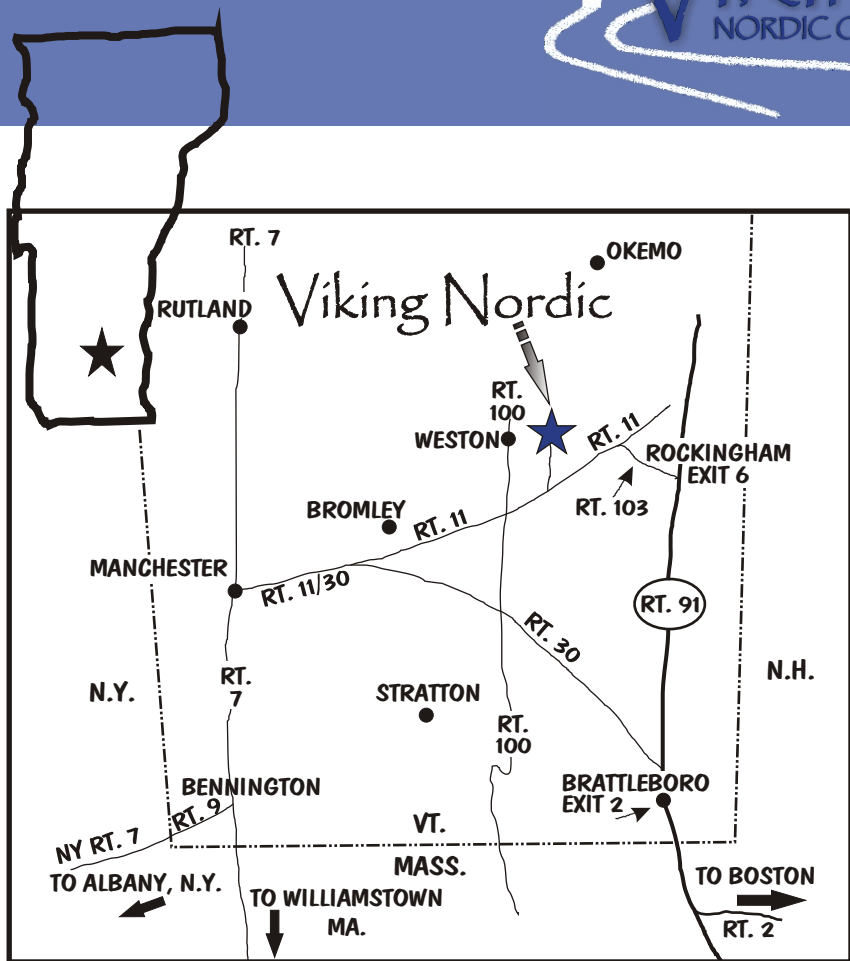 NORDIC
RT. 7
OKEMO
Viking Nordic
RUTLAND
RT.
100
WESTON
RT. 11
ROCKINGHAM
EXIT 6
RT. 103
BROMLEY
RT. 11
MANCHESTER
RT. 11/30
RT. 91
RT. 30
N.Y.
RT.
7
STRATTON
N.H.
RT.
100
BENNINGTON
BRATTLEBORO
EXIT 2
RT. 9
NY RT. 7
VT.
MASS.
TO ALBANY, N.Y.
TO WILLIAMSTOWN
MA.
TO BOSTON
RT. 2